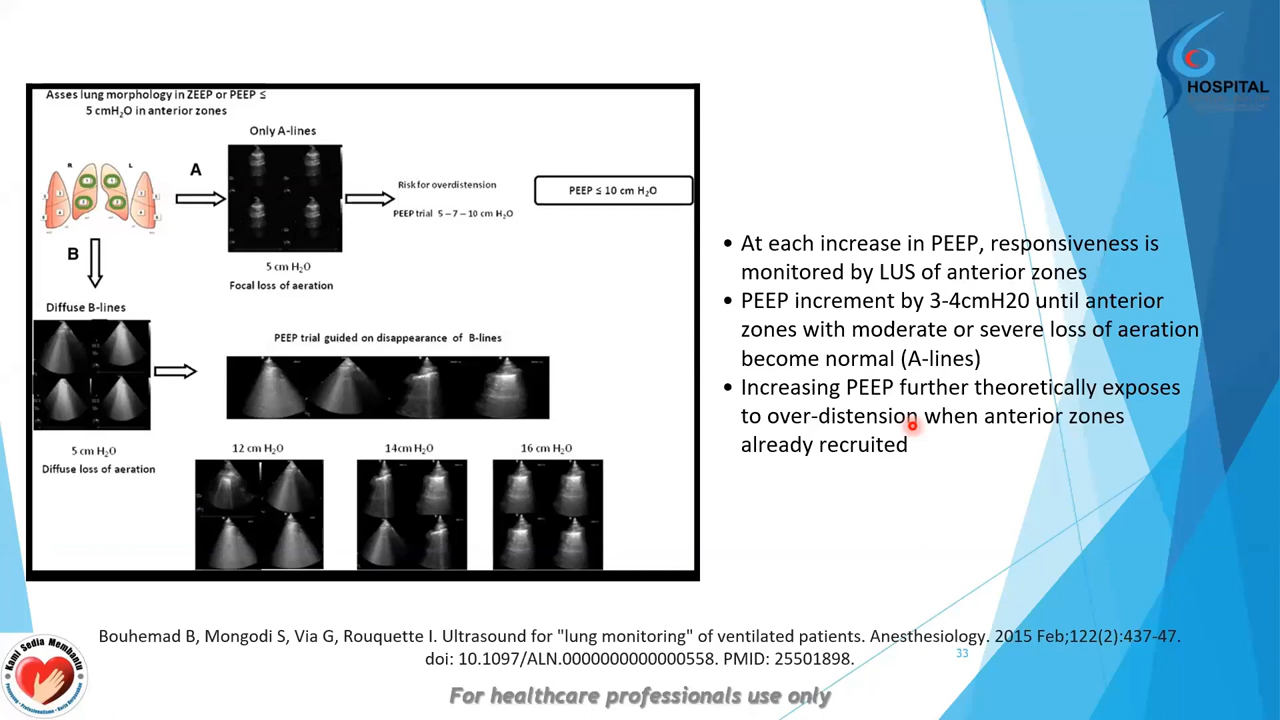 HOSPITAL
Asses lung morphology in ZEEP or PEEP ≤
5 cmH₂O in anterior zones
Only A-lines
R
L
A
Risk for overdistension
PEEP trial 5 – 7 – 10 cm H₂O
PEEP ≤ 10 cm H₂O
B
5 cm H₂O
Focal loss of aeration
Diffuse B-lines
PEEP trial guided on disappearance of B-lines
5 cm H₂O
Diffuse loss of aeration
12 cm H₂O
14cm H₂O
16 cm H₂O
• At each increase in PEEP, responsiveness is
monitored by LUS of anterior zones
• PEEP increment by 3-4cmH20 until anterior
zones with moderate or severe loss of aeration
become normal (A-lines)
• Increasing PEEP further theoretically exposes
to over-distension when anterior zones
already recruited
Bouhemad B, Mongodi S, Via G, Rouquette I. Ultrasound for "lung monitoring" of ventilated patients. Anesthesiology. 2015 Feb;122(2):437-47.
doi: 10.1097/ALN.0000000000000558. PMID: 25501898.
33
Kami Sedia Membantu
For healthcare professionals use only